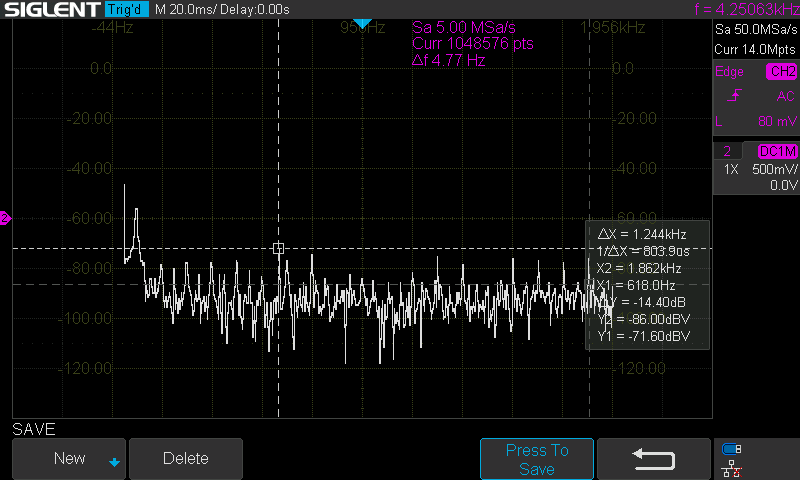 SIGLENT Trig'd M 20.0ms/ Delay:0.00s f = 4.25063kHz
-44Hz 956Hz 1.956kHz
Sa 5.00 MSa/s
Curr 1048576 pts
Δf 4.77 Hz
Sa 50.0MSa/s
Curr 14.0Mpts
Edge CH2
AC
L 80 mV
2 DC1M
1X 500mV/
0.0V
0.0 0.0
-20.00 -20.00
-40.00 -40.00
-60.00 -60.00
-80.00
-100.00
-120.00 -120.00
2
ΔX = 1.244kHz
1/ΔX = 803.9us
X2 = 1.862kHz
X1 = 618.0Hz
ΔY = -14.40dB
Y2 = -86.00dBV
Y1 = -71.60dBV
SAVE
New
Delete
Press To
Save